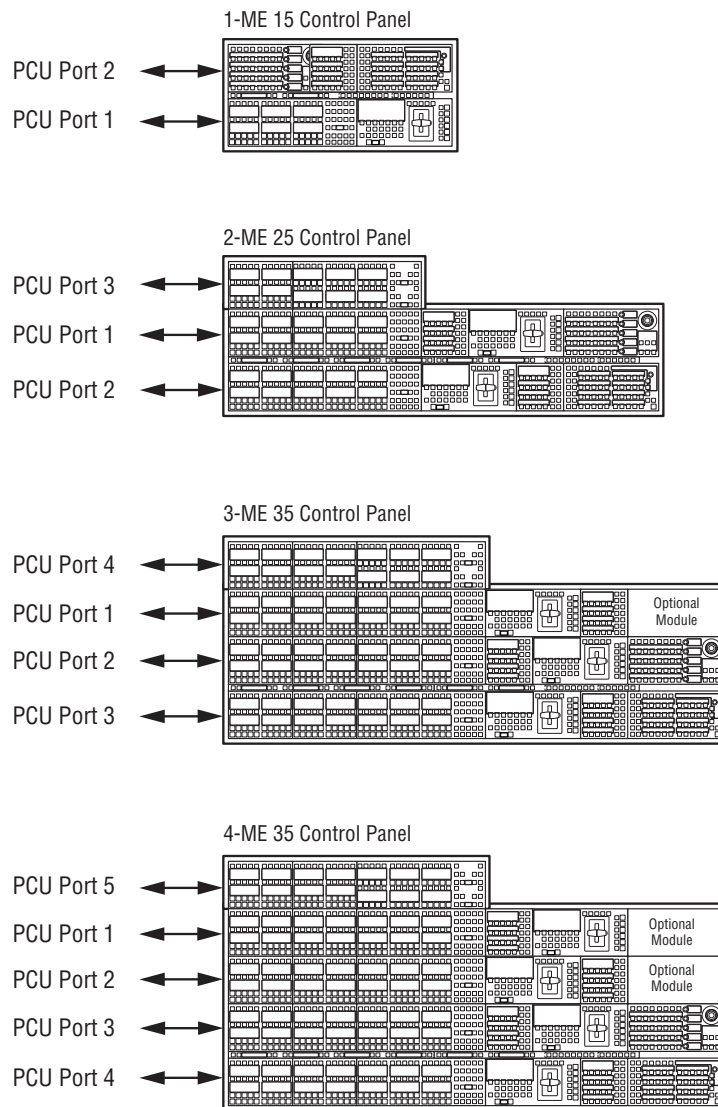 1-ME 15 Control Panel
PCU Port 2
PCU Port 1
2-ME 25 Control Panel
PCU Port 3
PCU Port 1
PCU Port 2
3-ME 35 Control Panel
PCU Port 4
PCU Port 1
Optional
Module
PCU Port 2
PCU Port 3
4-ME 35 Control Panel
PCU Port 5
PCU Port 1
Optional
Module
PCU Port 2
Optional
Module
PCU Port 3
PCU Port 4